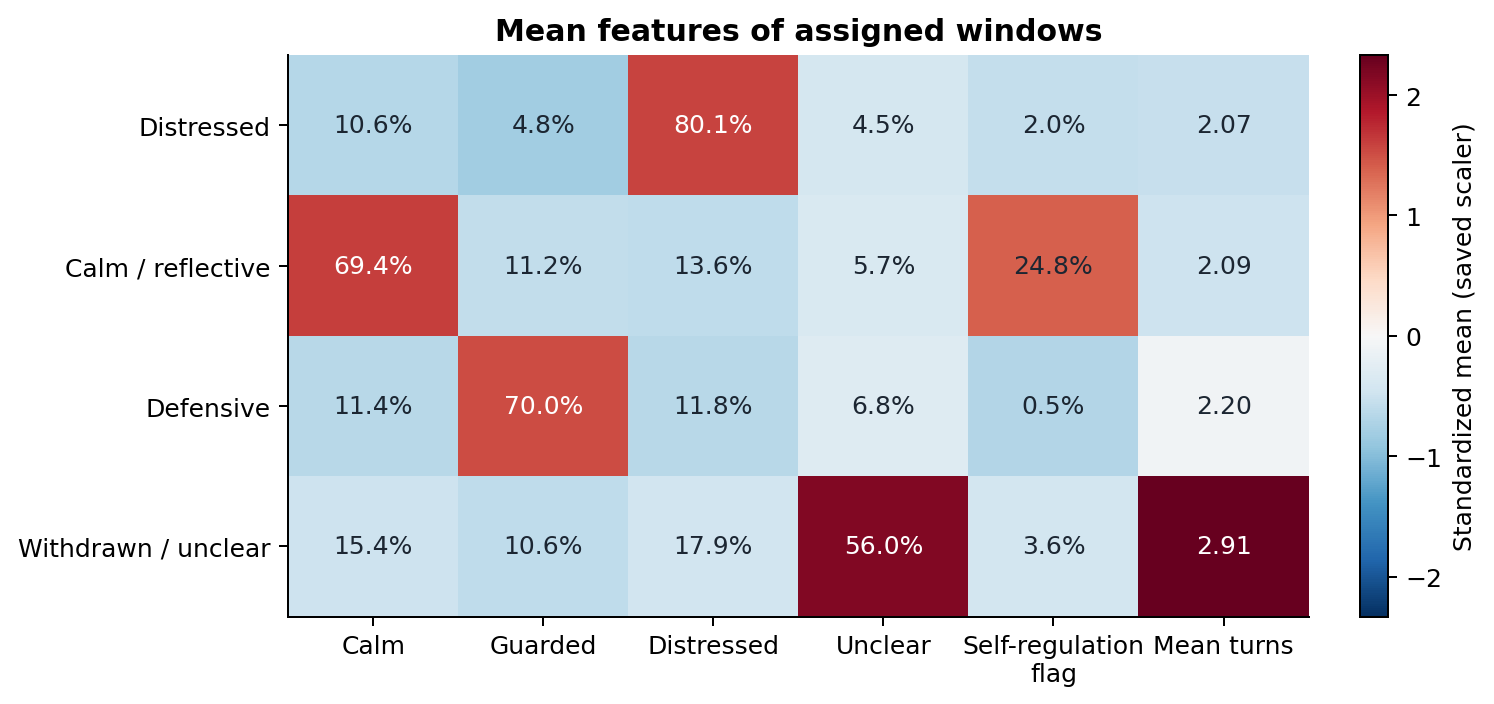 Mean features of assigned windows
Distressed 10.6% 4.8% 80.1% 4.5% 2.0% 2.07
Calm / reflective 69.4% 11.2% 13.6% 5.7% 24.8% 2.09
Defensive 11.4% 70.0% 11.8% 6.8% 0.5% 2.20
Withdrawn / unclear 15.4% 10.6% 17.9% 56.0% 3.6% 2.91
Calm Guarded Distressed Unclear Self-regulation Mean turns
flag
2
1
0
−1
−2
Standardized mean (saved scaler)